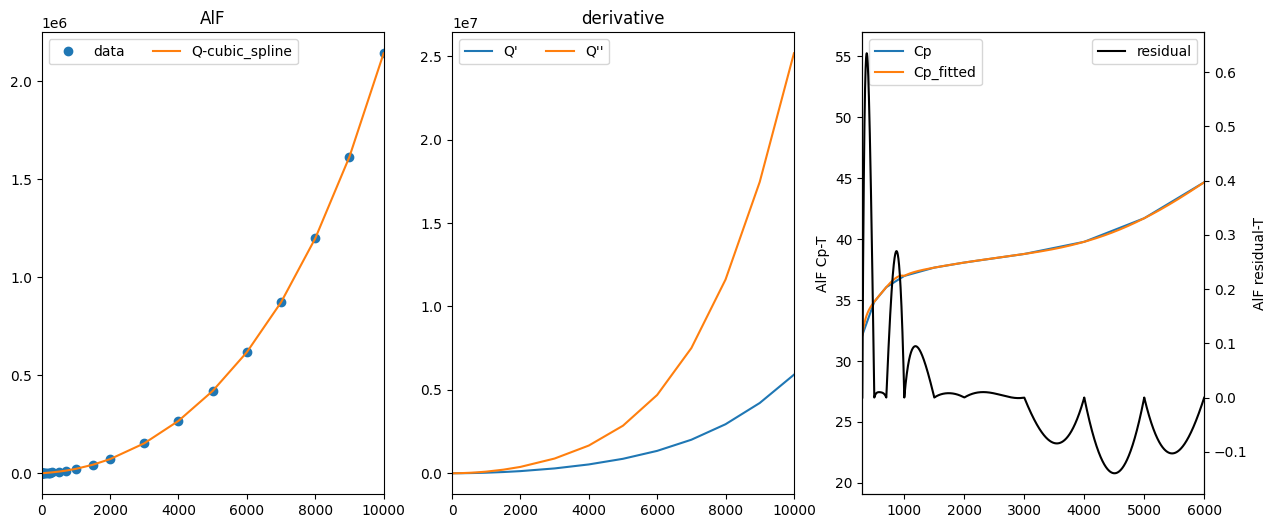 AlF
1e6
data
Q-cubic_spline
2.0
1.5
1.0
0.5
0.0
0 2000 4000 6000 8000 10000
derivative
1e7
Q'
Q''
2.5
2.0
1.5
1.0
0.5
0.0
0 2000 4000 6000 8000 10000
Cp
Cp_fitted
residual
AlF Cp-T
55
50
45
40
35
30
25
20
1000 2000 3000 4000 5000 6000
0.6
0.5
0.4
0.3
0.2
0.1
0.0
−0.1
AlF residual-T